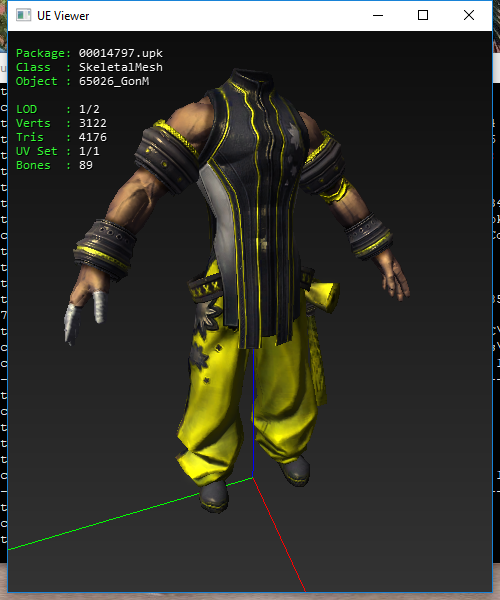 UE Viewer
Package: 00014797.upk
Class : SkeletalMesh
Object : 65026_GonM
LOD : 1/2
Verts : 3122
Tris : 4176
UV Set : 1/1
Bones : 89